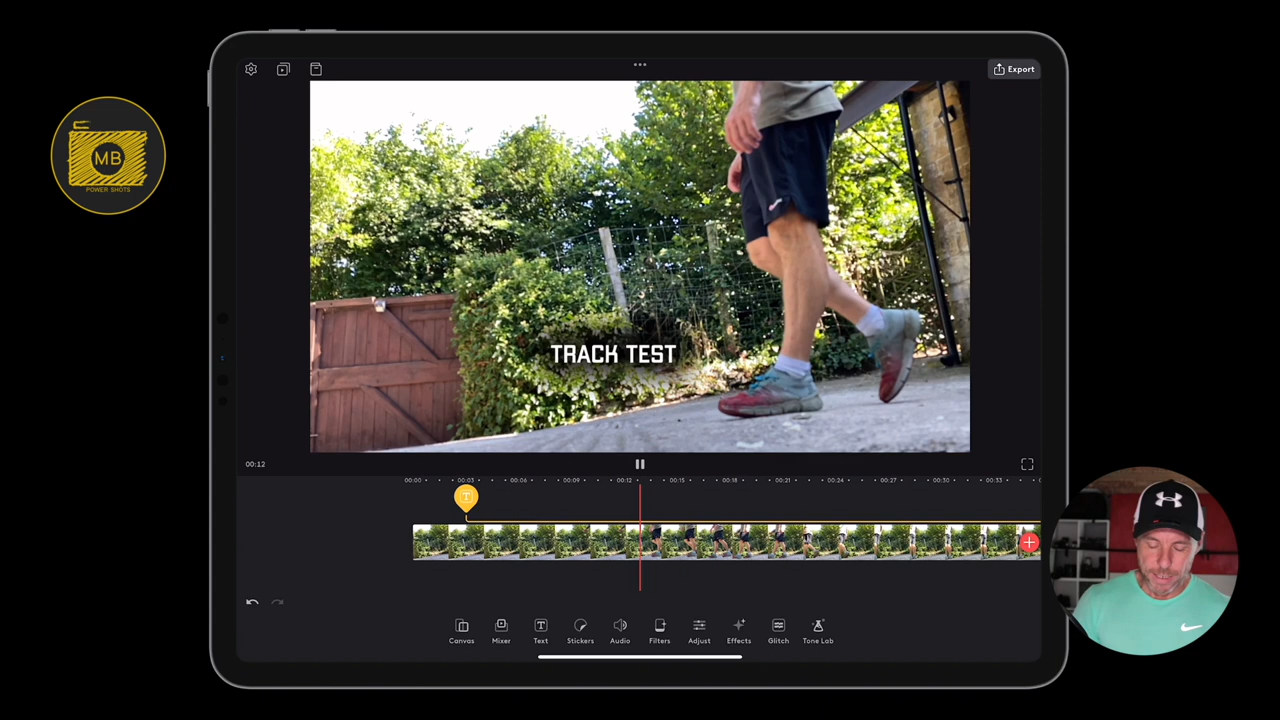 Export
MB
POWER SHOTS
TRACK TEST
00:12
00:00
00:03
00:06
00:09
00:12
00:15
00:18
00:21
00:24
00:27
00:30
00:33
T
Canvas
Mixer
Text
Stickers
Audio
Filters
Adjust
Effects
Glitch
Tone Lab